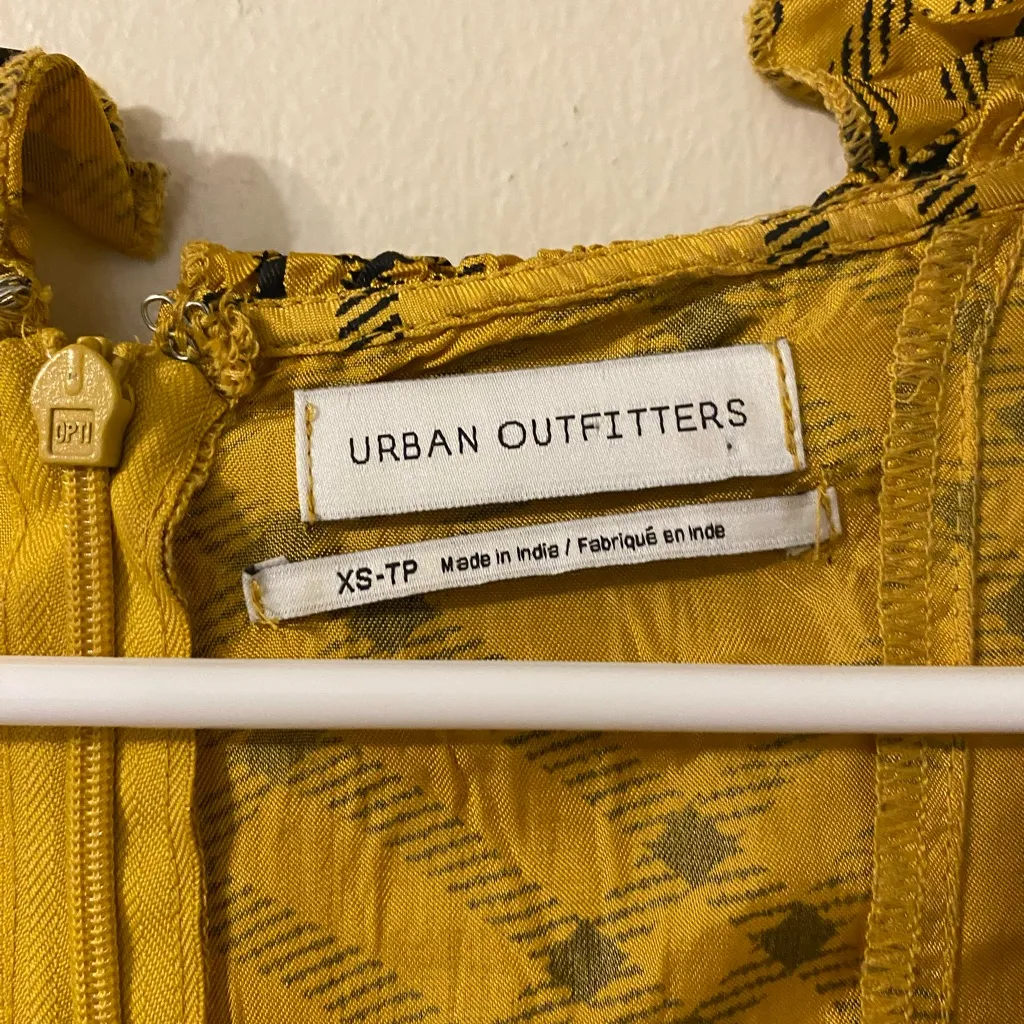 URBAN OUTFITTERS
XS-TP Made in India / Fabriqué en Inde
OPTI